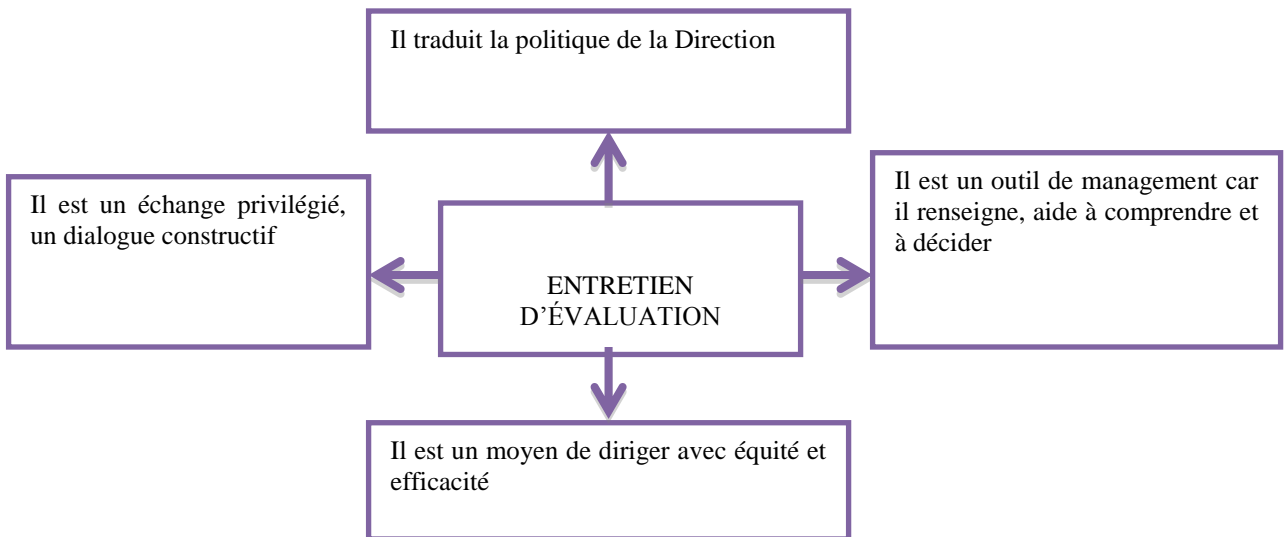 Il traduit la politique de la Direction
Il est un échange privilégié,
un dialogue constructif
ENTRETIEN
D’ÉVALUATION
Il est un outil de management car
il renseigne, aide à comprendre et
à décider
Il est un moyen de diriger avec équité et
efficacité